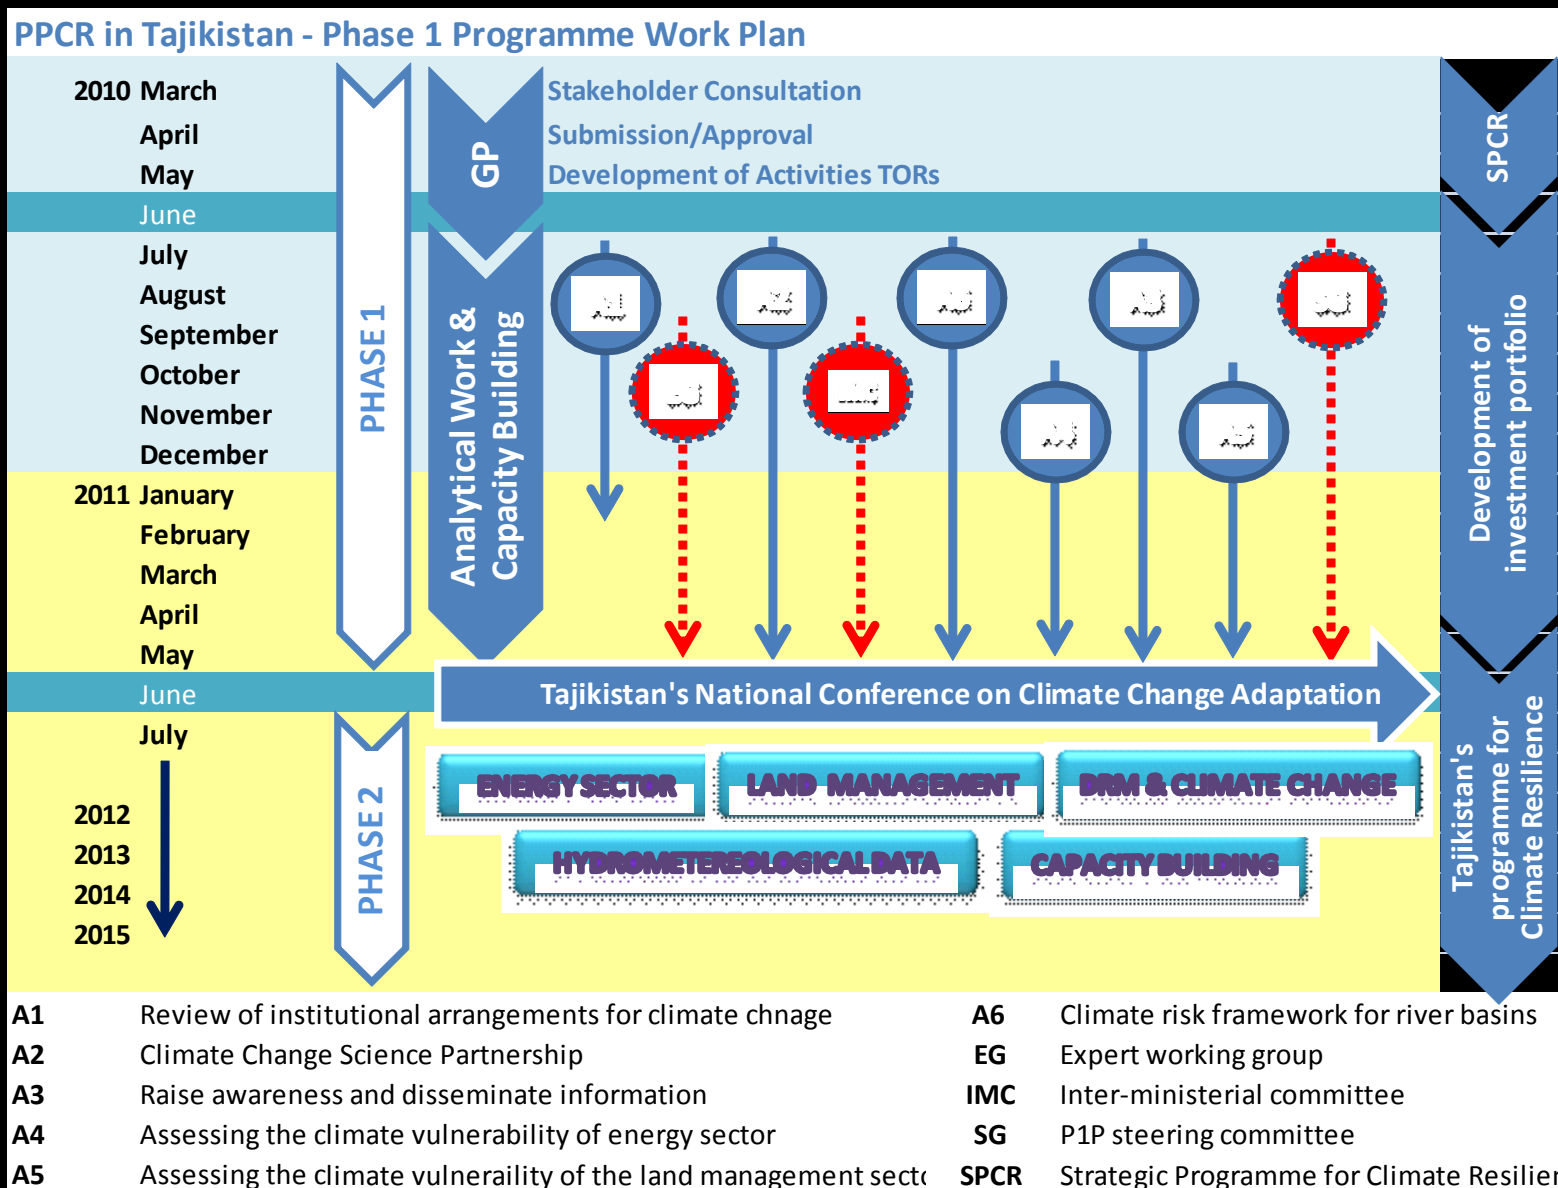 PPCR in Tajikistan - Phase 1 Programme Work Plan
2010 March
April
May
June
July
August
September
October
November
December
2011 January
February
March
April
May
June
July
2012
2013
2014
2015
PHASE 1
PHASE 2
GP
Analytical Work &
Capacity Building
Stakeholder Consultation
Submission/Approval
Development of Activities TORs
SPCR
Development of
investment portfolio
Tajikistan's
programme for
Climate Resilience
Tajikistan's National Conference on Climate Change Adaptation
ENERGY SECTOR
LAND MANAGEMENT
DRM & CLIMATE CHANGE
HYDROMETEREOLOGICAL DATA
CAPACITY BUILDING
A1 Review of institutional arrangements for climate chnage
A2 Climate Change Science Partnership
A3 Raise awareness and disseminate information
A4 Assessing the climate vulnerability of energy sector
A5 Assessing the climate vulneraility of the land management secto
A6 Climate risk framework for river basins
EG Expert working group
IMC Inter-ministerial committee
SG P1P steering committee
SPCR Strategic Programme for Climate Resilien